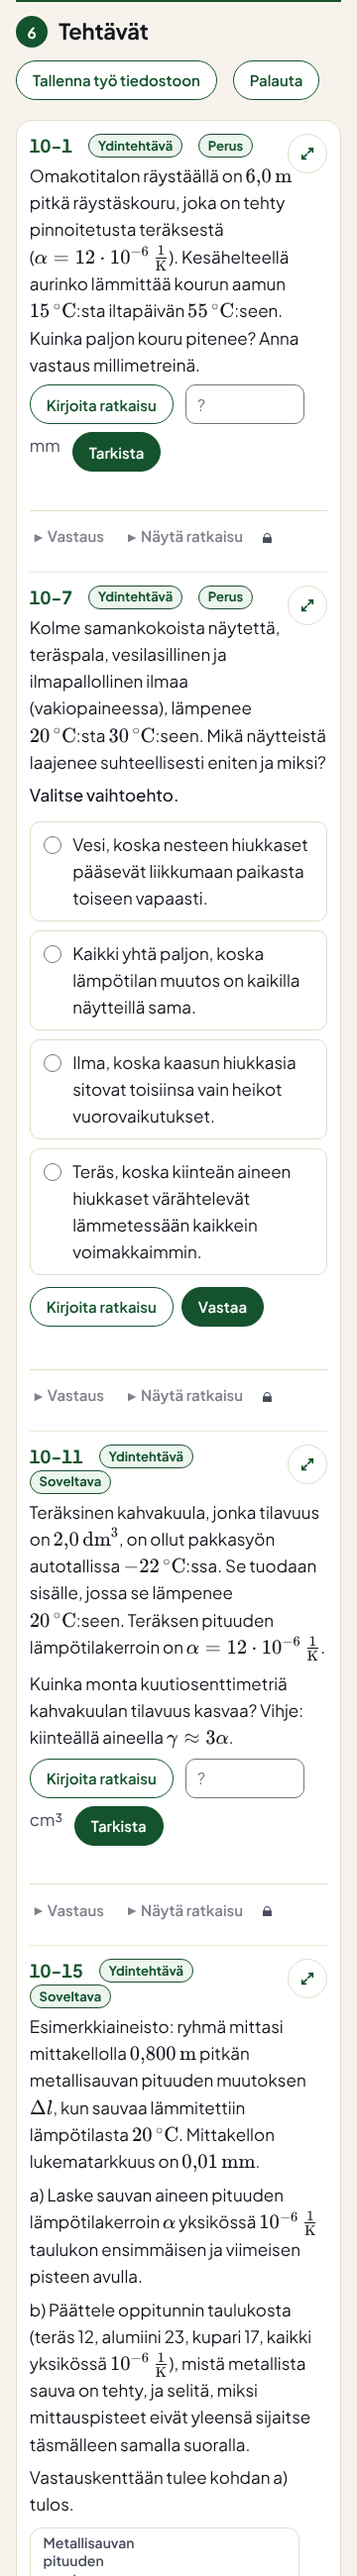 6 Tehtävät
Tallenna työ tiedostoon Palauta
10-1 Ydintehtävä Perus
Omakotitalon räystäällä on 6,0 m
pitkä räystäskouru, joka on tehty
pinnoitetusta teräksestä
(α = 12 · 10⁻⁶ 1/K). Kesähelteellä
aurinko lämmittää kourun aamun
15 °C:sta iltapäivän 55 °C:seen.
Kuinka paljon kouru pitenee? Anna
vastaus millimetreinä.
Kirjoita ratkaisu ?
mm Tarkista
▸ Vastaus ▸ Näytä ratkaisu
10-7 Ydintehtävä Perus
Kolme samankokoista näytettä,
teräspala, vesilasillinen ja
ilmapallollinen ilmaa
(vakiopaineessa), lämpenee
20 °C:sta 30 °C:seen. Mikä näytteistä
laajenee suhteellisesti eniten ja miksi?
Valitse vaihtoehto.
Vesi, koska nesteen hiukkaset
pääsevät liikkumaan paikasta
toiseen vapaasti.
Kaikki yhtä paljon, koska
lämpötilan muutos on kaikilla
näytteillä sama.
Ilma, koska kaasun hiukkasia
sitovat toisiinsa vain heikot
vuorovaikutukset.
Teräs, koska kiinteän aineen
hiukkaset värähtelevät
lämmetessään kaikkein
voimakkaimmin.
Kirjoita ratkaisu Vastaa
▸ Vastaus ▸ Näytä ratkaisu
10-11 Ydintehtävä
Soveltava
Teräksinen kahvakuula, jonka tilavuus
on 2,0 dm³, on ollut pakkasyön
autotallissa −22 °C:ssa. Se tuodaan
sisälle, jossa se lämpenee
20 °C:seen. Teräksen pituuden
lämpötilakerroin on α = 12 · 10⁻⁶ 1/K.
Kuinka monta kuutiosenttimetriä
kahvakuulan tilavuus kasvaa? Vihje:
kiinteällä aineella γ ≈ 3α.
Kirjoita ratkaisu ?
cm³ Tarkista
▸ Vastaus ▸ Näytä ratkaisu
10-15 Ydintehtävä
Soveltava
Esimerkkiaineisto: ryhmä mittasi
mittakellolla 0,800 m pitkän
metallisauvan pituuden muutoksen
Δl, kun sauvaa lämmitettiin
lämpötilasta 20 °C. Mittakellon
lukematarkkuus on 0,01 mm.
a) Laske sauvan aineen pituuden
lämpötilakerroin α yksikössä 10⁻⁶ 1/K
taulukon ensimmäisen ja viimeisen
pisteen avulla.
b) Päättele oppitunnin taulukosta
(teräs 12, alumiini 23, kupari 17, kaikki
yksikössä 10⁻⁶ 1/K), mistä metallista
sauva on tehty, ja selitä, miksi
mittauspisteet eivät yleensä sijaitse
täsmälleen samalla suoralla.
Vastauskenttään tulee kohdan a)
tulos.
Metallisauvan
pituuden